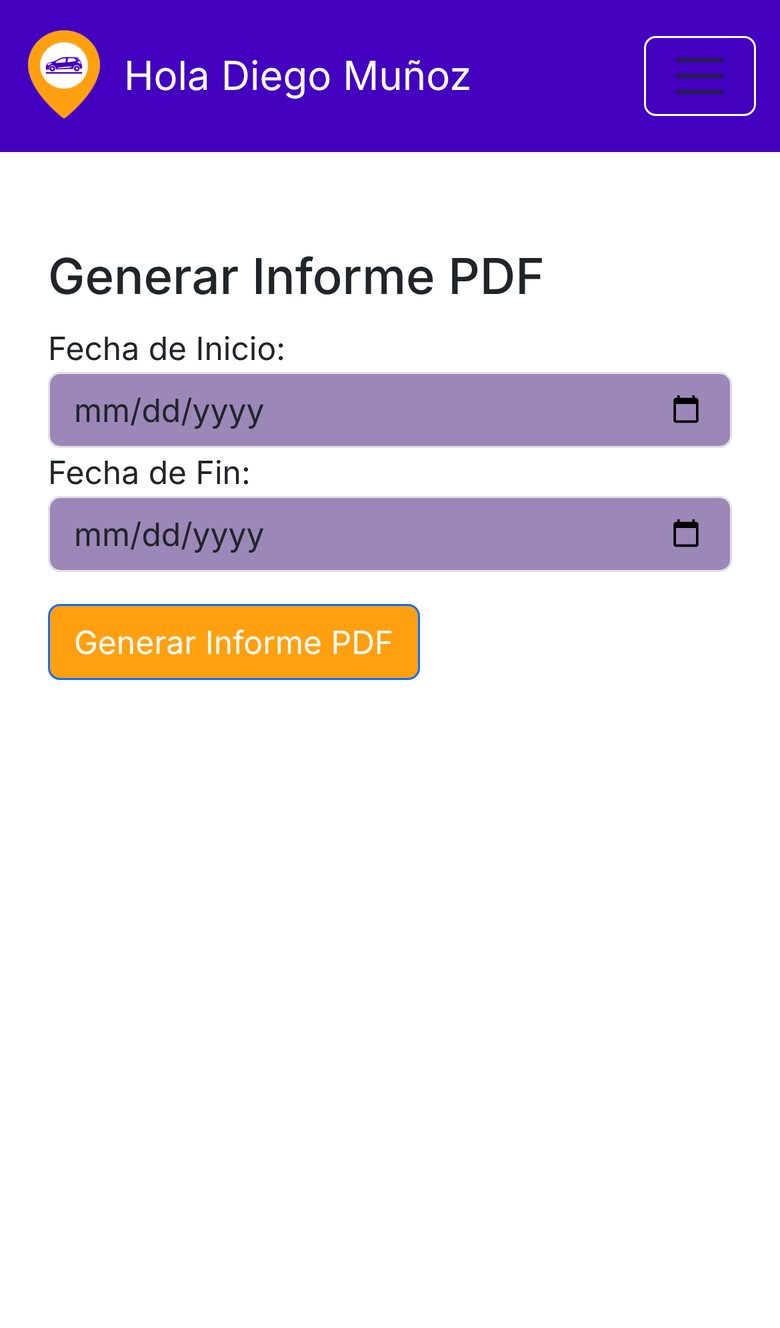 Hola Diego Muñoz
Generar Informe PDF
Fecha de Inicio:
mm/dd/yyyy
Fecha de Fin:
mm/dd/yyyy
Generar Informe PDF